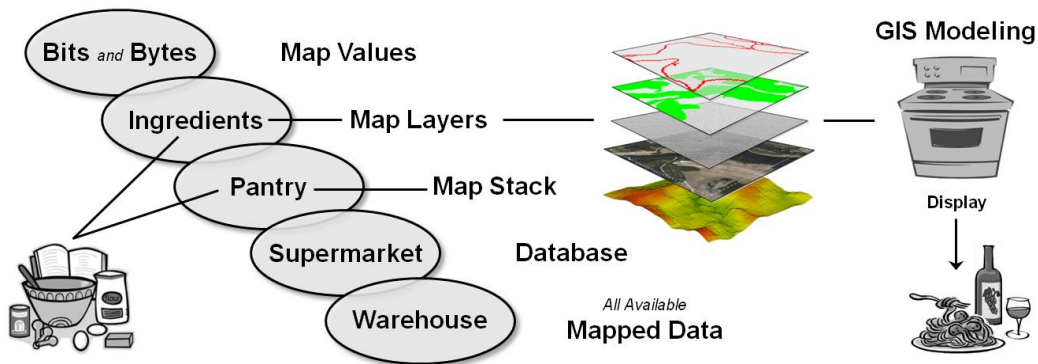 Bits and Bytes
Map Values
GIS Modeling
Ingredients
Map Layers
Pantry
Map Stack
Display
Supermarket
Database
Warehouse
All Available
Mapped Data
flour